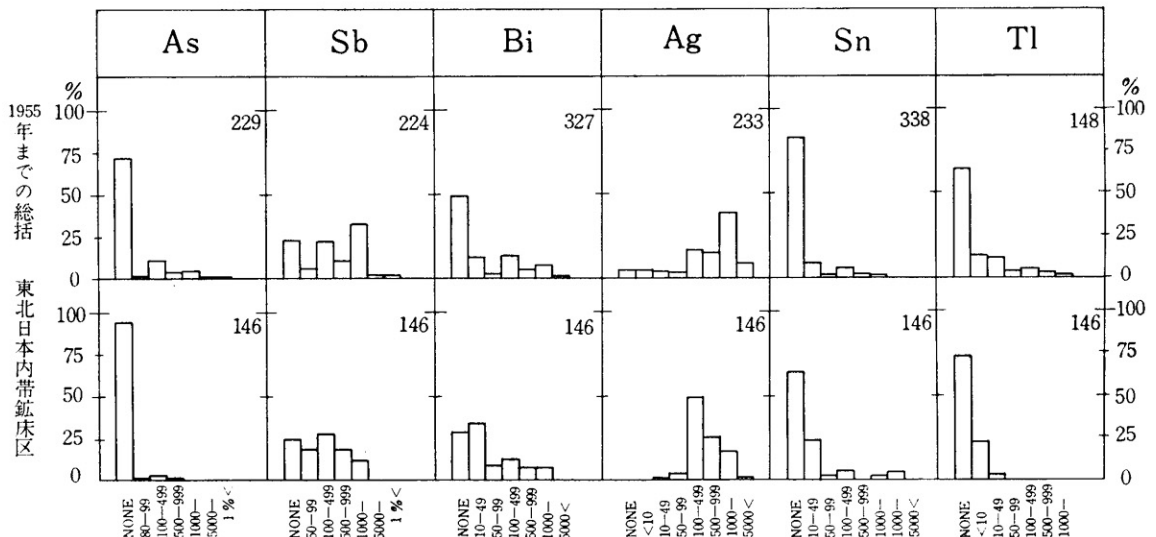 As Sb Bi Ag Sn Tl
% %
1955年までの総括
100 75 50 25 0
229 224 327 233 338 148
100 75 50 25 0
東北日本内帯鉱床区
100 75 50 25 0
146 146 146 146 146 146
100 75 50 25 0
NONE 80—99 100—499 500—999 1000— 5000— 1%<
NONE 50—99 100—499 500—999 1000— 5000— 1%<
NONE 10—49 50—99 100—499 500—999 1000— 5000<
NONE <10 10—49 50—99 100—499 500—999 1000— 5000<
NONE 10—49 50—99 100—499 500—999 1000— 5000<
NONE <10 10—49 50—99 100—499 500—999 1000—